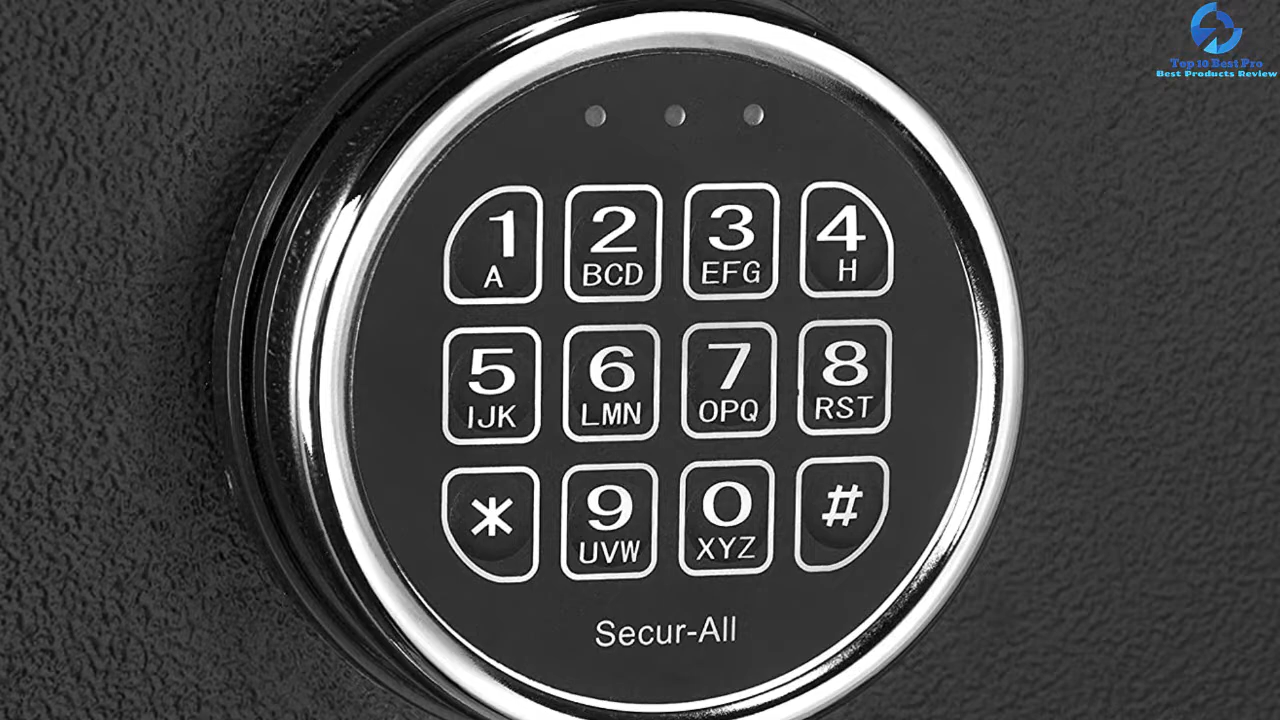 Top 10 Best Pro
Best Products Review
1 2 3 4
A BCD EFG H
5 6 7 8
IJK LMN OPQ RST
* 9 0 #
UVW XYZ
Secur-All